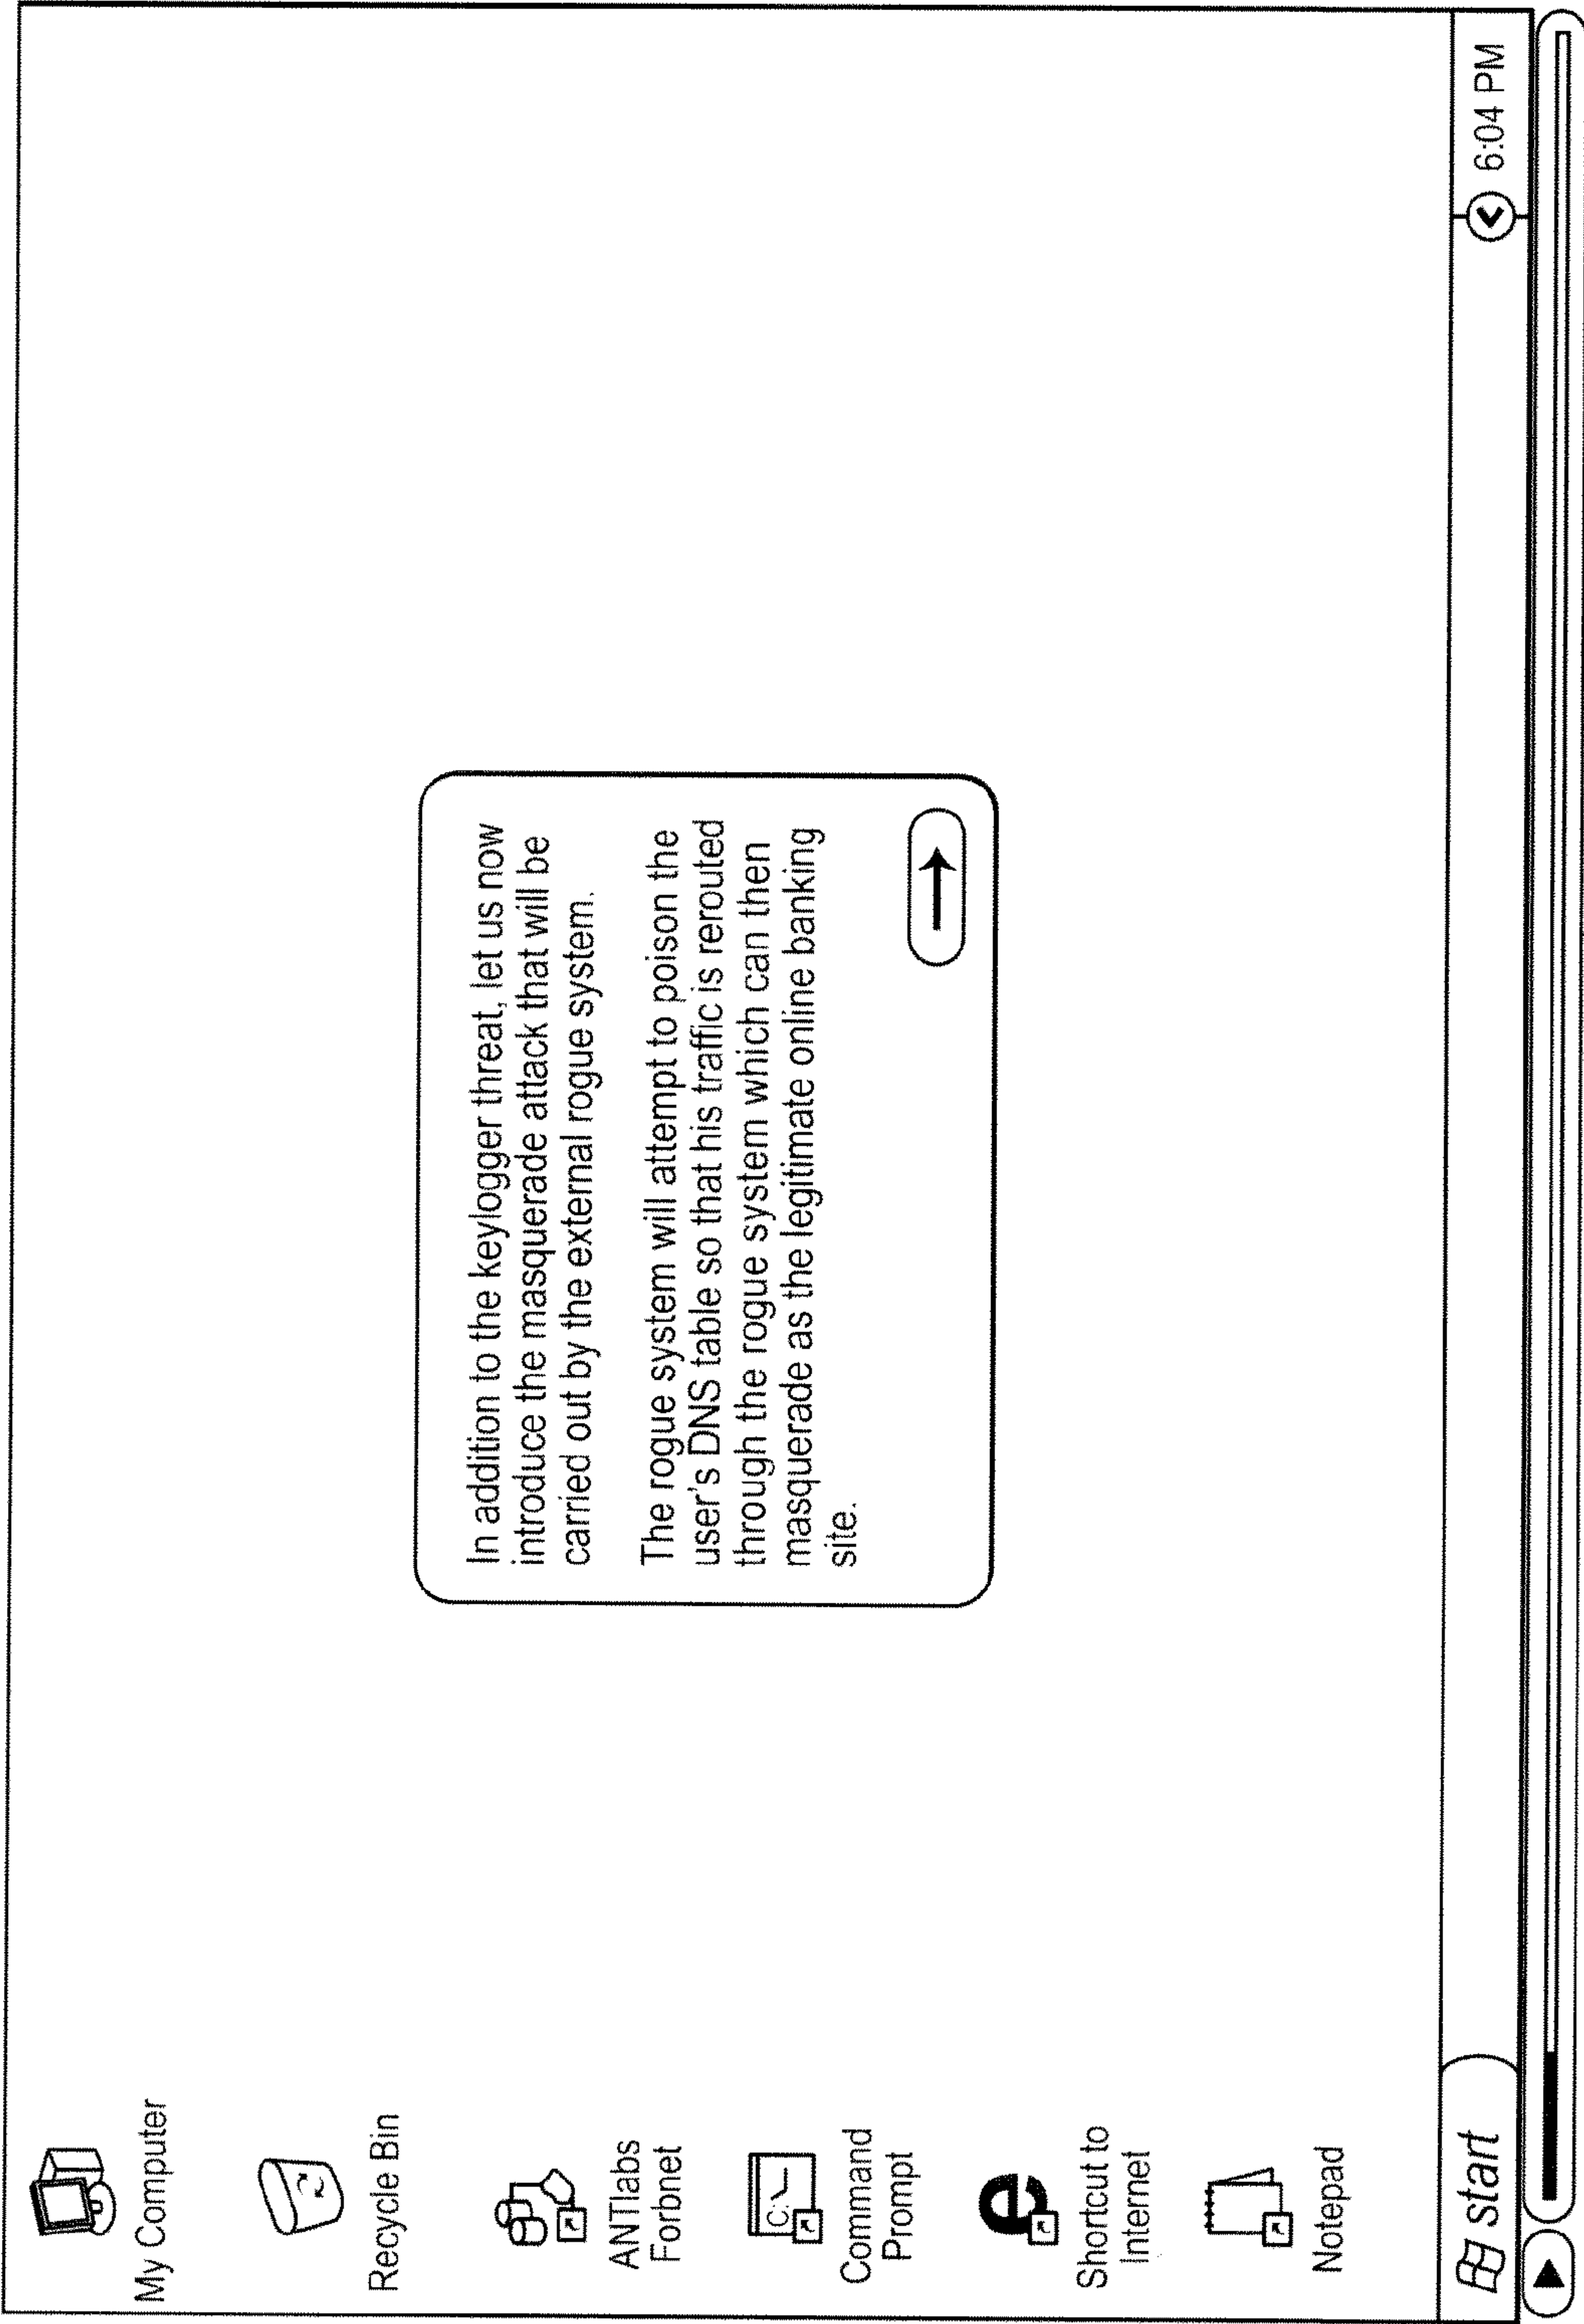 My Computer
Recycle Bin
ANTlabs
Forbnet
C:\
Command
Prompt
e
Shortcut to
Internet
Notepad
In addition to the keylogger threat, let us now
introduce the masquerade attack that will be
carried out by the external rogue system.
The rogue system will attempt to poison the
user's DNS table so that his traffic is rerouted
through the rogue system which can then
masquerade as the legitimate online banking
site.
start
6:04 PM